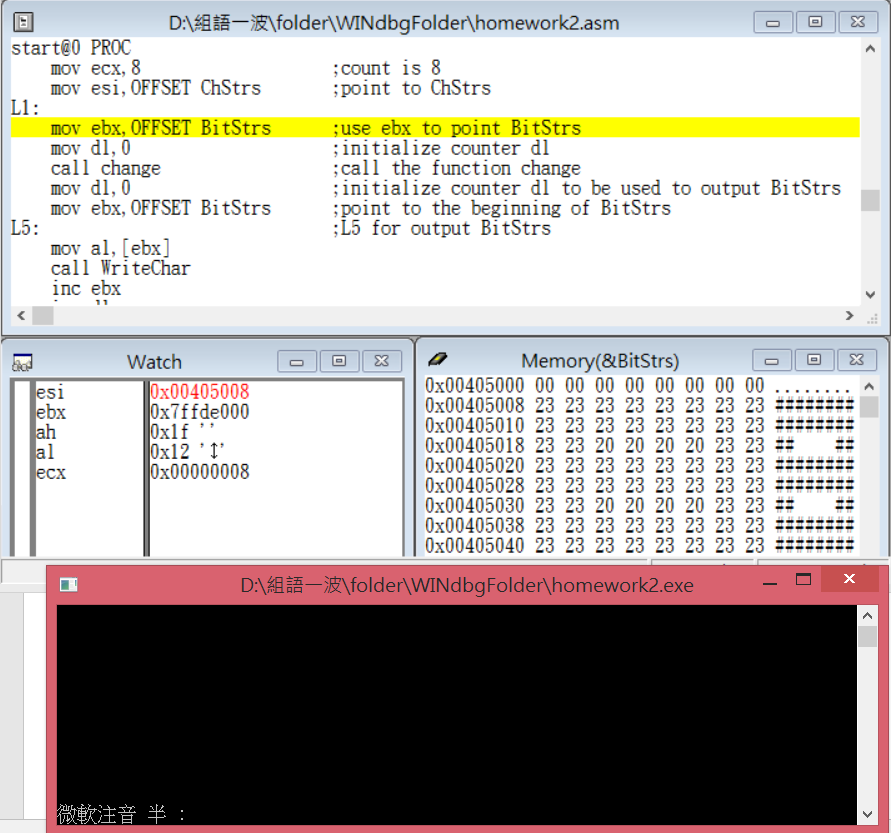 D:\組語一波\folder\WINdbgFolder\homework2.asm
start@0 PROC
mov ecx,8 ;count is 8
mov esi,OFFSET ChStrs ;point to ChStrs
L1:
mov ebx,OFFSET BitStrs ;use ebx to point BitStrs
mov dl,0 ;initialize counter dl
call change ;call the function change
mov dl,0 ;initialize counter dl to be used to output BitStrs
mov ebx,OFFSET BitStrs ;point to the beginning of BitStrs
L5: ;L5 for output BitStrs
mov al,[ebx]
call WriteChar
inc ebx
Watch
esi 0x00405008
ebx 0x7ffde000
ah 0x1f ''
al 0x12 '↕'
ecx 0x00000008
Memory(&BitStrs)
0x00405000 00 00 00 00 00 00 00 00 ........
0x00405008 23 23 23 23 23 23 23 23 ########
0x00405010 23 23 23 23 23 23 23 23 ########
0x00405018 23 23 20 20 20 20 23 23 ##    ##
0x00405020 23 23 23 23 23 23 23 23 ########
0x00405028 23 23 23 23 23 23 23 23 ########
0x00405030 23 23 20 20 20 20 23 23 ##    ##
0x00405038 23 23 23 23 23 23 23 23 ########
0x00405040 23 23 23 23 23 23 23 23 ########
D:\組語一波\folder\WINdbgFolder\homework2.exe
微軟注音 半 :